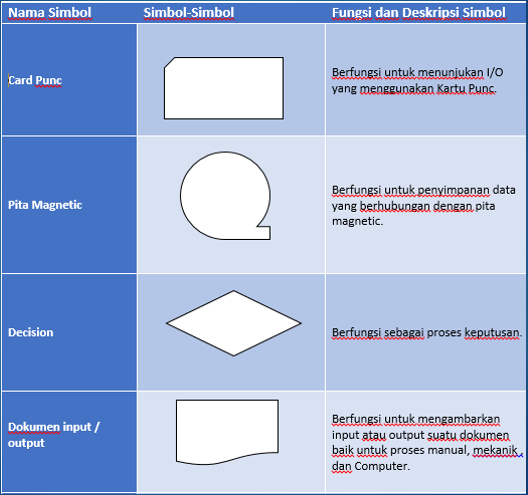 Nama Simbol
Simbol-Simbol
Fungsi dan Deskripsi Simbol
Card Punc
Berfungsi untuk menunjukan I/O
yang menggunakan Kartu Punc.
Pita Magnetic
Berfungsi untuk penyimpanan data
yang berhubungan dengan pita
magnetic.
Decision
Berfungsi sebagai proses keputusan.
Dokumen input /
output
Berfungsi untuk mengambarkan
input atau output suatu dokumen
baik untuk proses manual, mekanik ,
dan Computer.